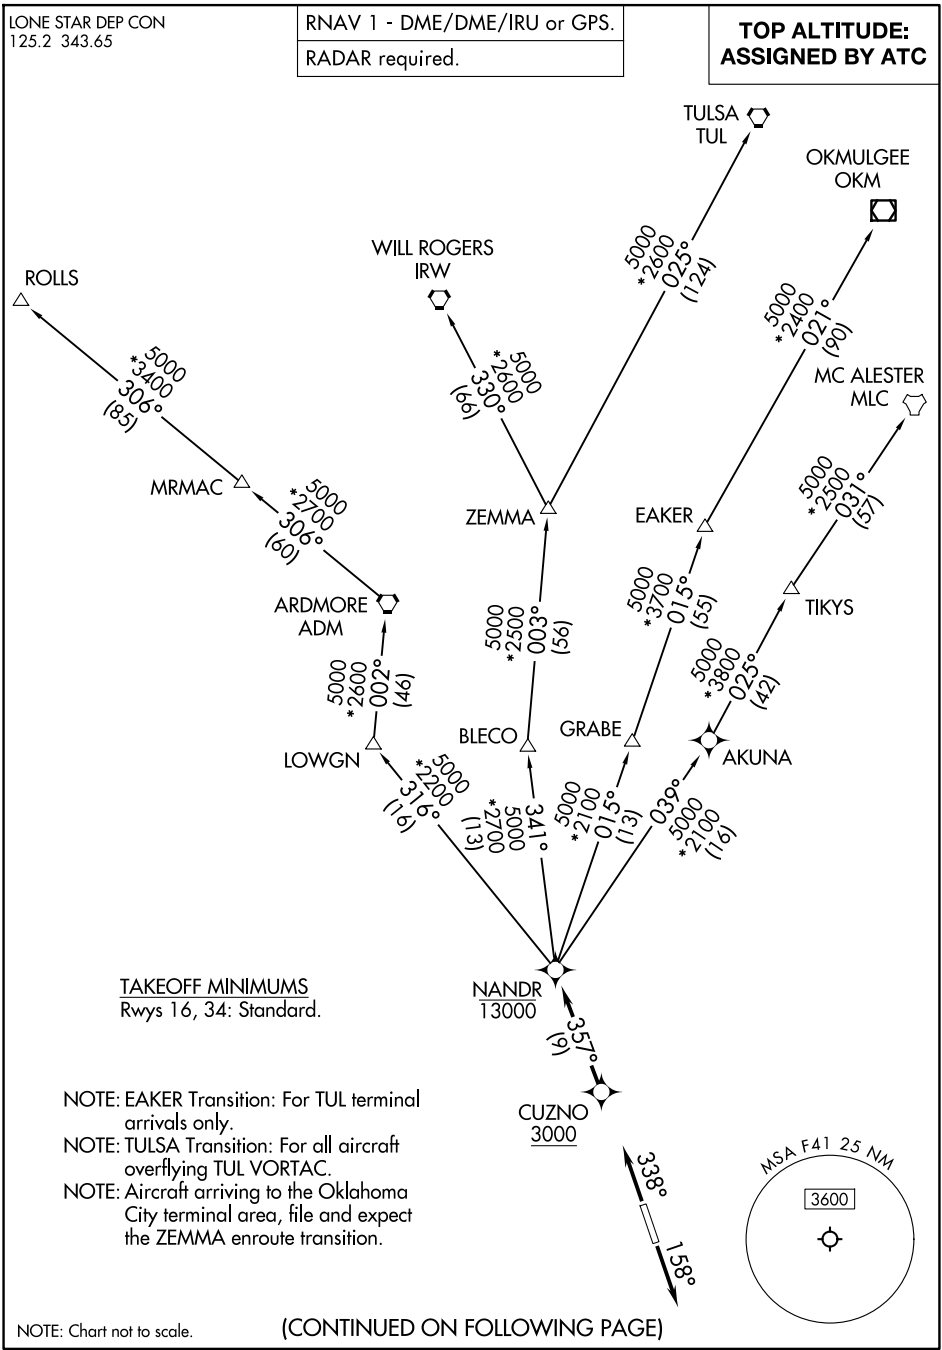 LONE STAR DEP CON
125.2 343.65
RNAV 1 - DME/DME/IRU or GPS.
RADAR required.
TOP ALTITUDE:
ASSIGNED BY ATC
TULSA
TUL
OKMULGEE
OKM
WILL ROGERS
IRW
ROLLS
5000
*2600
025°
(124)
5000
*2400
021°
(90)
5000
*3400
306°
(85)
5000
*2600
330°
(66)
MC ALESTER
MLC
MRMAC
5000
*2700
306°
(60)
ZEMMA
EAKER
5000
*2500
031°
(57)
ARDMORE
ADM
5000
*2500
003°
(56)
5000
*3700
015°
(55)
TIKYS
5000
*2600
002°
(46)
5000
*3800
025°
(42)
LOWGN
BLECO
GRABE
AKUNA
5000
*2200
316°
(16)
341°
5000
*2700
(13)
5000
*2100
015°
(13)
039°
5000
*2100
(16)
NANDR
13000
TAKEOFF MINIMUMS
Rwys 16, 34: Standard.
357°
(9)
CUZNO
3000
NOTE: EAKER Transition: For TUL terminal
arrivals only.
NOTE: TULSA Transition: For all aircraft
overflying TUL VORTAC.
NOTE: Aircraft arriving to the Oklahoma
City terminal area, file and expect
the ZEMMA enroute transition.
338°
158°
MSA F41 25 NM
3600
NOTE: Chart not to scale.
(CONTINUED ON FOLLOWING PAGE)